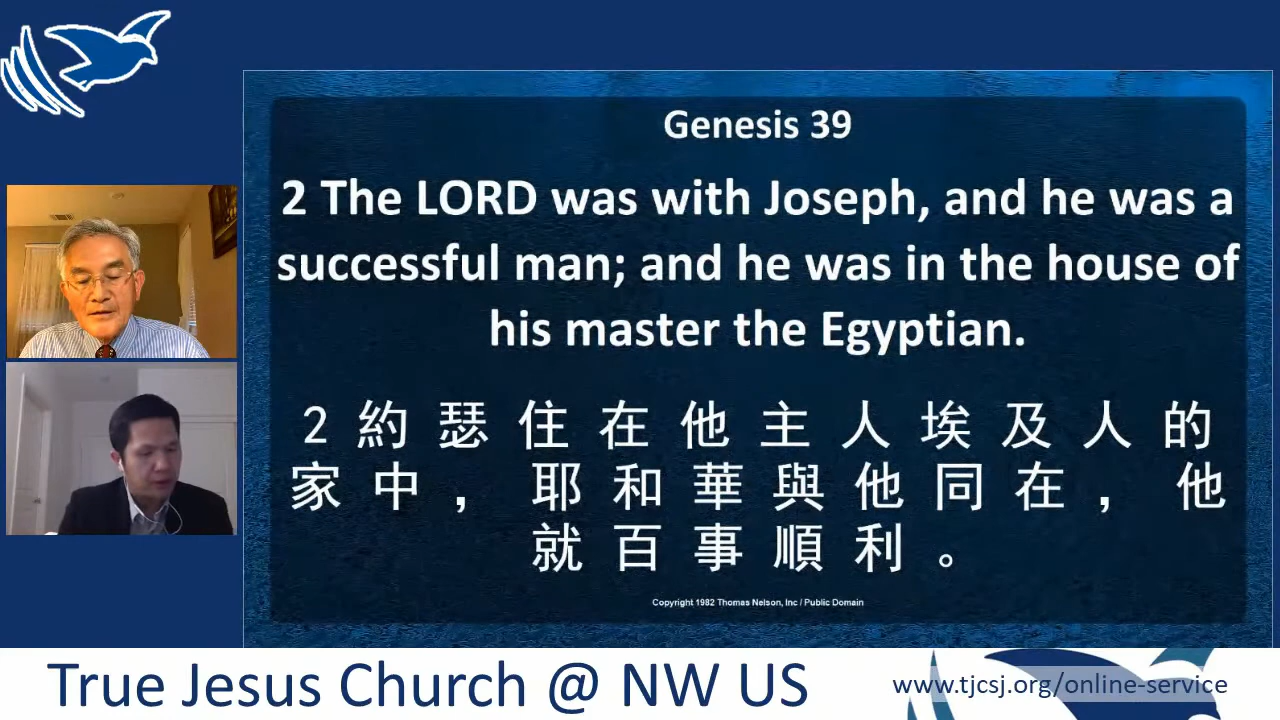 Genesis 39
2 The LORD was with Joseph, and he was a
successful man; and he was in the house of
his master the Egyptian.
2 約瑟住在他主人埃及人的
家中，耶和華與他同在，他
就百事順利。
Copyright 1982 Thomas Nelson, Inc / Public Domain
True Jesus Church @ NW US
www.tjcsj.org/online-service